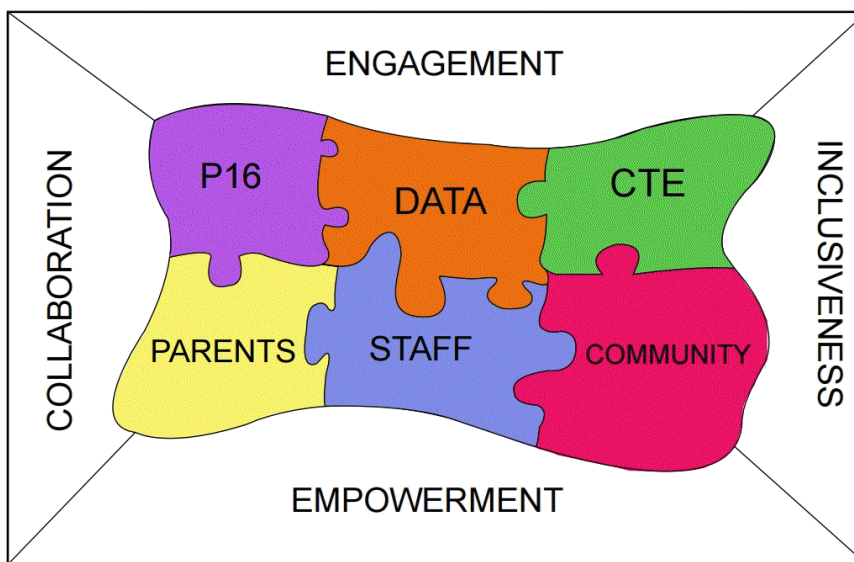 ENGAGEMENT
COLLABORATION
INCLUSIVENESS
P16
DATA
CTE
PARENTS
STAFF
COMMUNITY
EMPOWERMENT